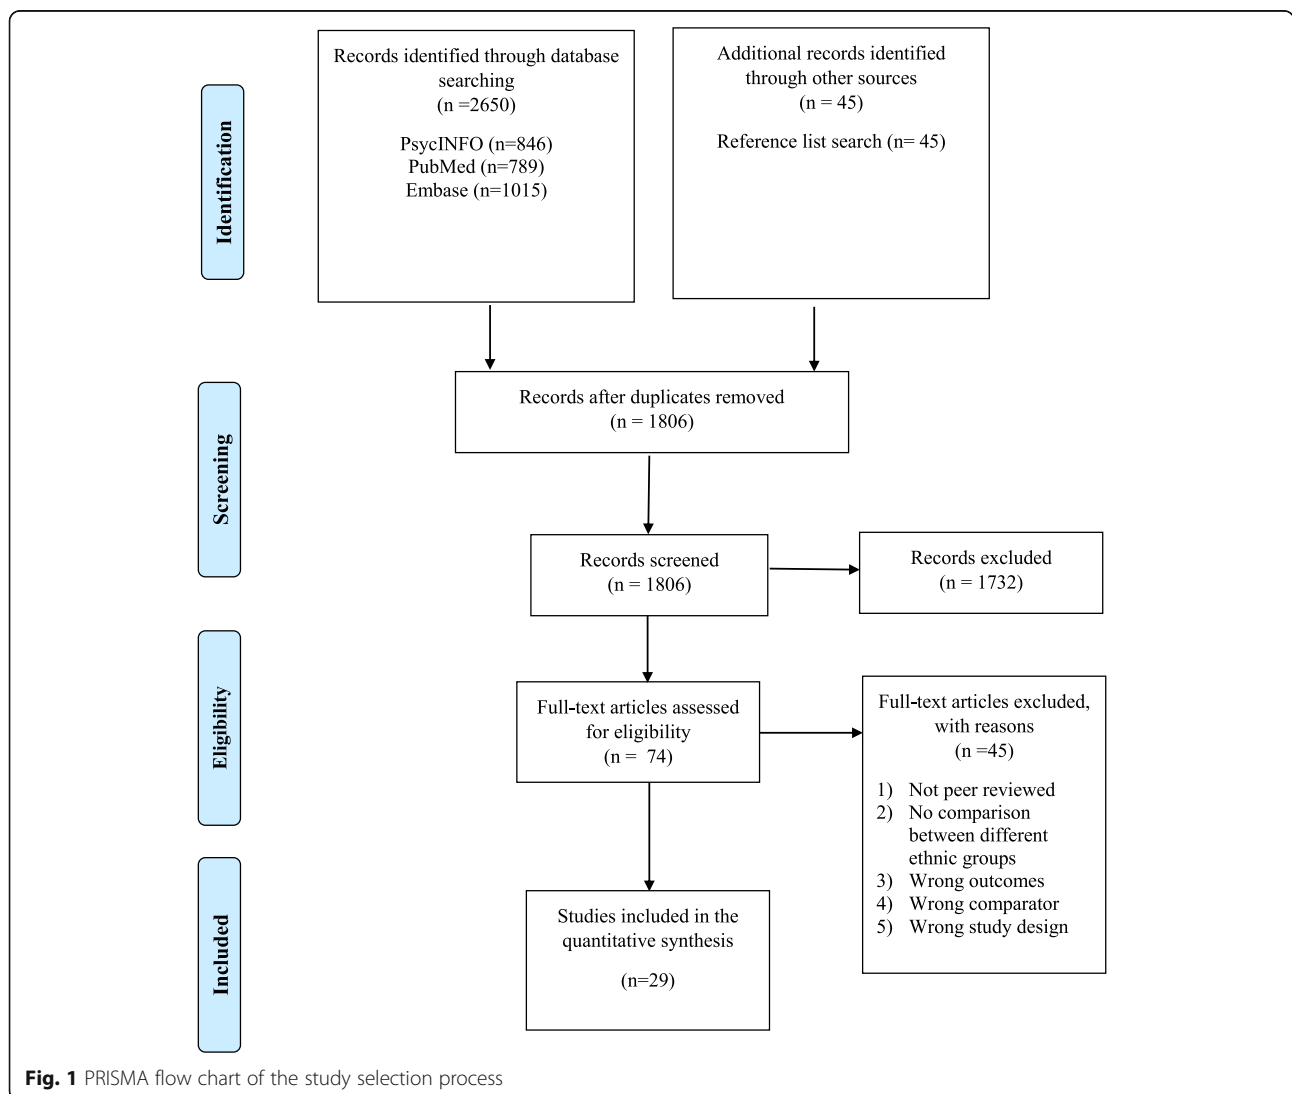 Identification
Records identified through database
searching
(n =2650)
PsycINFO (n=846)
PubMed (n=789)
Embase (n=1015)
Additional records identified
through other sources
(n = 45)
Reference list search (n= 45)
Screening
Records after duplicates removed
(n = 1806)
Records screened
(n = 1806)
Records excluded
(n = 1732)
Eligibility
Full-text articles assessed
for eligibility
(n = 74)
Full-text articles excluded,
with reasons
(n =45)
1) Not peer reviewed
2) No comparison
between different
ethnic groups
3) Wrong outcomes
4) Wrong comparator
5) Wrong study design
Included
Studies included in the
quantitative synthesis
(n=29)
Fig. 1 PRISMA flow chart of the study selection process